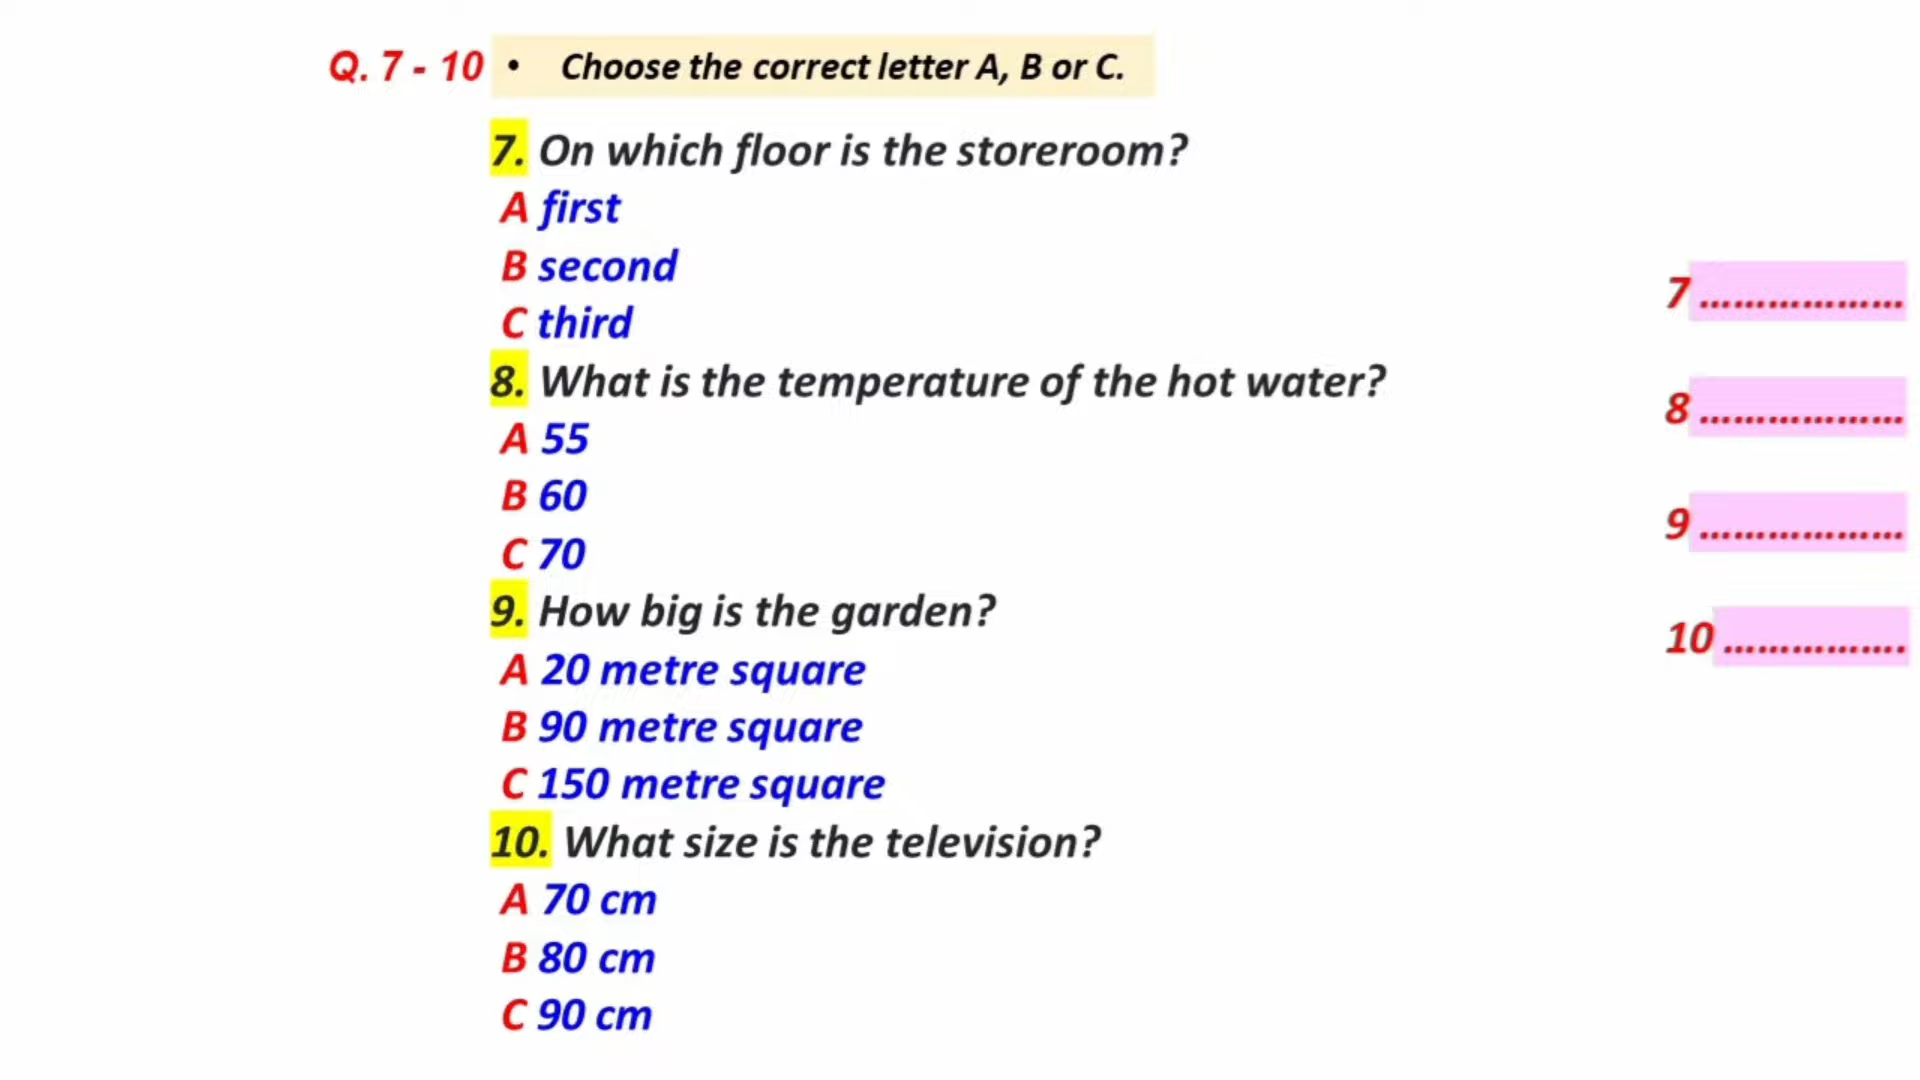 Q. 7 - 10 • Choose the correct letter A, B or C.
7. On which floor is the storeroom?
A first
B second
C third
8. What is the temperature of the hot water?
A 55
B 60
C 70
9. How big is the garden?
A 20 metre square
B 90 metre square
C 150 metre square
10. What size is the television?
A 70 cm
B 80 cm
C 90 cm
7 ..................
8 ..................
9 ..................
10 ................